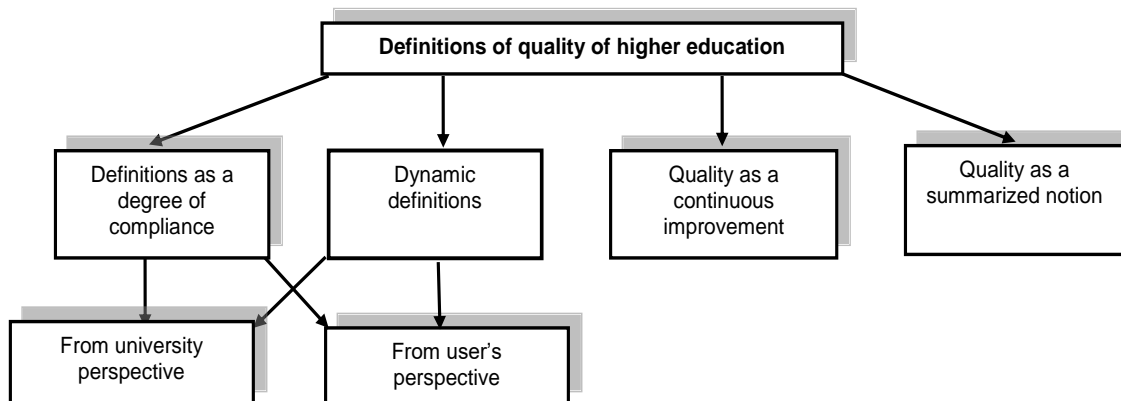 Definitions of quality of higher education
Definitions as a
degree of
compliance
Dynamic
definitions
Quality as a
continuous
improvement
Quality as a
summarized notion
From university
perspective
From user's
perspective